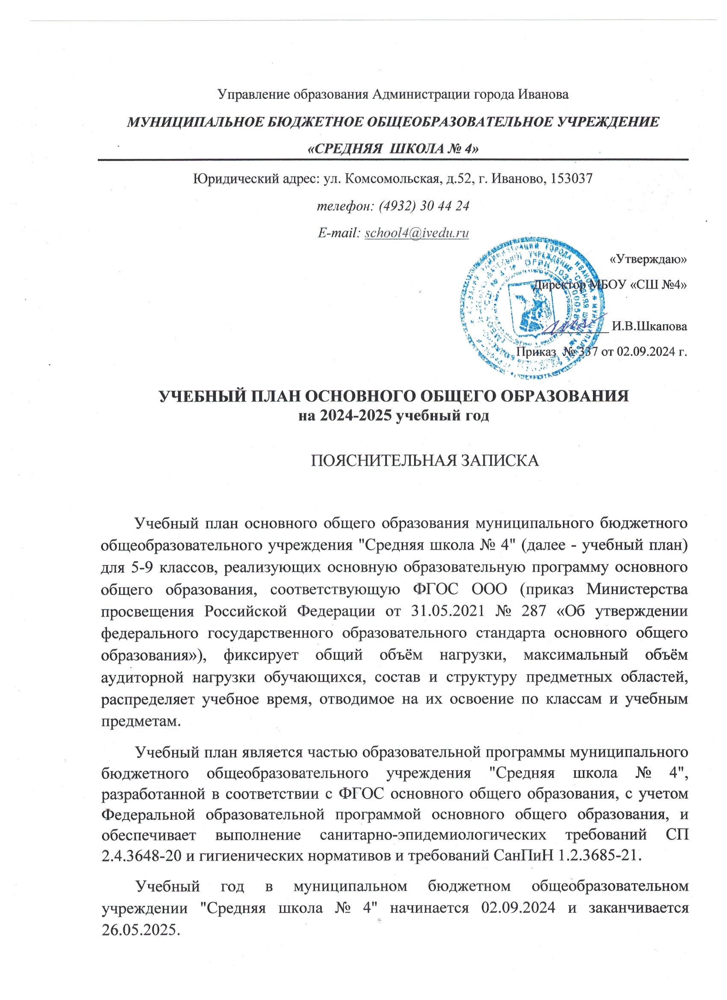 Управление образования Администрации города Иванова
МУНИЦИПАЛЬНОЕ БЮДЖЕТНОЕ ОБЩЕОБРАЗОВАТЕЛЬНОЕ УЧРЕЖДЕНИЕ
«СРЕДНЯЯ ШКОЛА № 4»
Юридический адрес: ул. Комсомольская, д.52, г. Иваново, 153037
телефон: (4932) 30 44 24
E-mail: school4@ivedu.ru
«Утверждаю»
Директор МБОУ «СШ №4»
И.В.Шкапова
Приказ № 337 от 02.09.2024 г.
УЧЕБНЫЙ ПЛАН ОСНОВНОГО ОБЩЕГО ОБРАЗОВАНИЯ
на 2024-2025 учебный год
ПОЯСНИТЕЛЬНАЯ ЗАПИСКА
Учебный план основного общего образования муниципального бюджетного
общеобразовательного учреждения "Средняя школа № 4" (далее - учебный план)
для 5-9 классов, реализующих основную образовательную программу основного
общего образования, соответствующую ФГОС ООО (приказ Министерства
просвещения Российской Федерации от 31.05.2021 № 287 «Об утверждении
федерального государственного образовательного стандарта основного общего
образования»), фиксирует общий объём нагрузки, максимальный объём
аудиторной нагрузки обучающихся, состав и структуру предметных областей,
распределяет учебное время, отводимое на их освоение по классам и учебным
предметам.
Учебный план является частью образовательной программы муниципального
бюджетного общеобразовательного учреждения "Средняя школа № 4",
разработанной в соответствии с ФГОС основного общего образования, с учетом
Федеральной образовательной программой основного общего образования, и
обеспечивает выполнение санитарно-эпидемиологических требований СП
2.4.3648-20 и гигиенических нормативов и требований СанПиН 1.2.3685-21.
Учебный год в муниципальном бюджетном общеобразовательном
учреждении "Средняя школа № 4" начинается 02.09.2024 и заканчивается
26.05.2025.